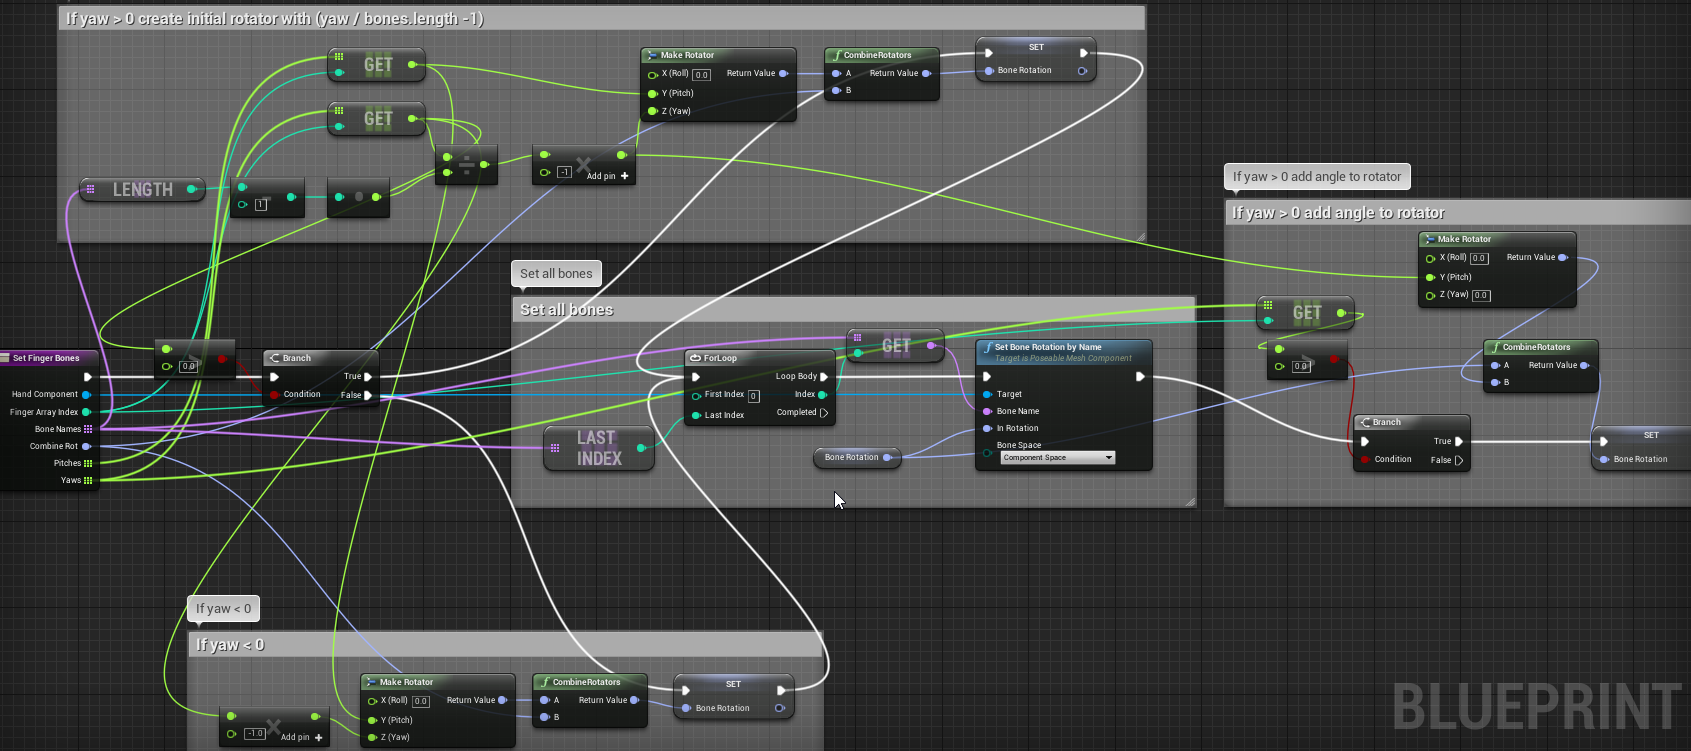 If yaw > 0 create initial rotator with (yaw / bones.length -1)
GET
GET
LENGTH
1
÷
-1
Add pin +
Make Rotator
X (Roll) 0.0
Return Value
Y (Pitch)
Z (Yaw)
CombineRotators
A
Return Value
B
SET
Bone Rotation
If yaw > 0 add angle to rotator
If yaw > 0 add angle to rotator
Make Rotator
X (Roll) 0.0
Return Value
Y (Pitch)
Z (Yaw) 0.0
GET
0.0
CombineRotators
A
Return Value
B
Branch
True
Condition
False
SET
Bone Rotation
Set all bones
Set all bones
GET
ForLoop
Loop Body
First Index 0
Index
Last Index
Completed
LAST
INDEX
Bone Rotation
Set Bone Rotation by Name
Target is Poseable Mesh Component
Target
Bone Name
In Rotation
Bone Space
Component Space
Set Finger Bones
Hand Component
Finger Array Index
Bone Names
Combine Rot
Pitches
Yaws
0.0
Branch
True
Condition
False
If yaw < 0
If yaw < 0
-1.0
Add pin +
Make Rotator
X (Roll) 0.0
Return Value
Y (Pitch)
Z (Yaw)
CombineRotators
A
Return Value
B
SET
Bone Rotation
BLUEPRINT